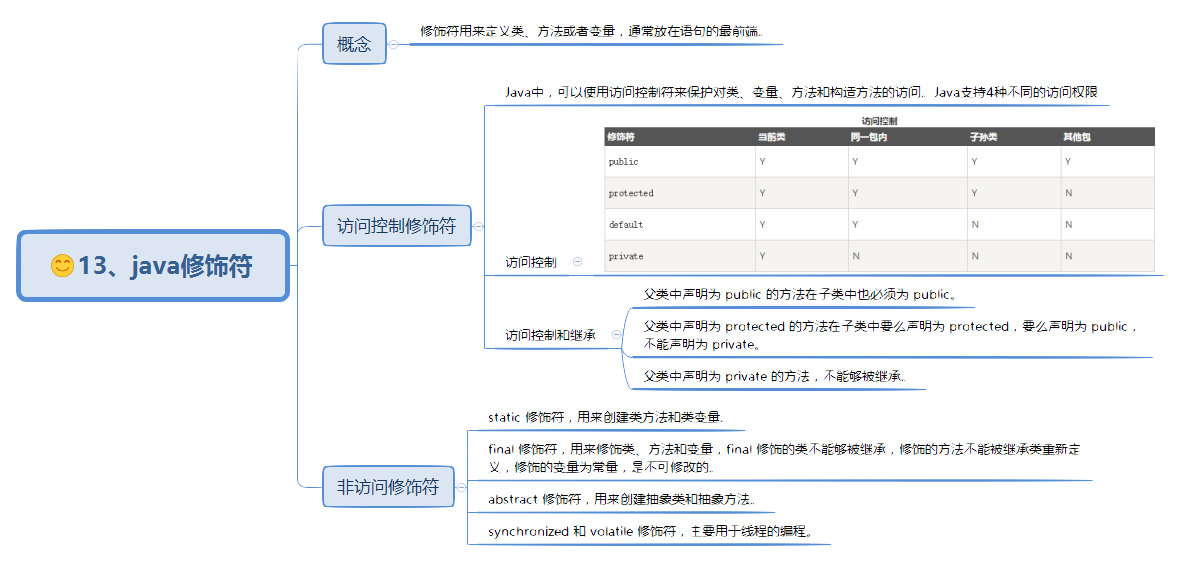 😊13、java修饰符
概念
修饰符用来定义类、方法或者变量，通常放在语句的最前端。
访问控制修饰符
Java中，可以使用访问控制符来保护对类、变量、方法和构造方法的访问。Java支持4种不同的访问权限
访问控制
访问控制
修饰符 当前类 同一包内 子孙类 其他包
public Y Y Y Y
protected Y Y Y N
default Y Y N N
private Y N N N
访问控制和继承
父类中声明为 public 的方法在子类中也必须为 public。
父类中声明为 protected 的方法在子类中要么声明为 protected，要么声明为 public，
不能声明为 private。
父类中声明为 private 的方法，不能够被继承。
非访问修饰符
static 修饰符，用来创建类方法和类变量。
final 修饰符，用来修饰类、方法和变量，final 修饰的类不能够被继承，修饰的方法不能被继承类重新定
义，修饰的变量为常量，是不可修改的。
abstract 修饰符，用来创建抽象类和抽象方法。
synchronized 和 volatile 修饰符，主要用于线程的编程。